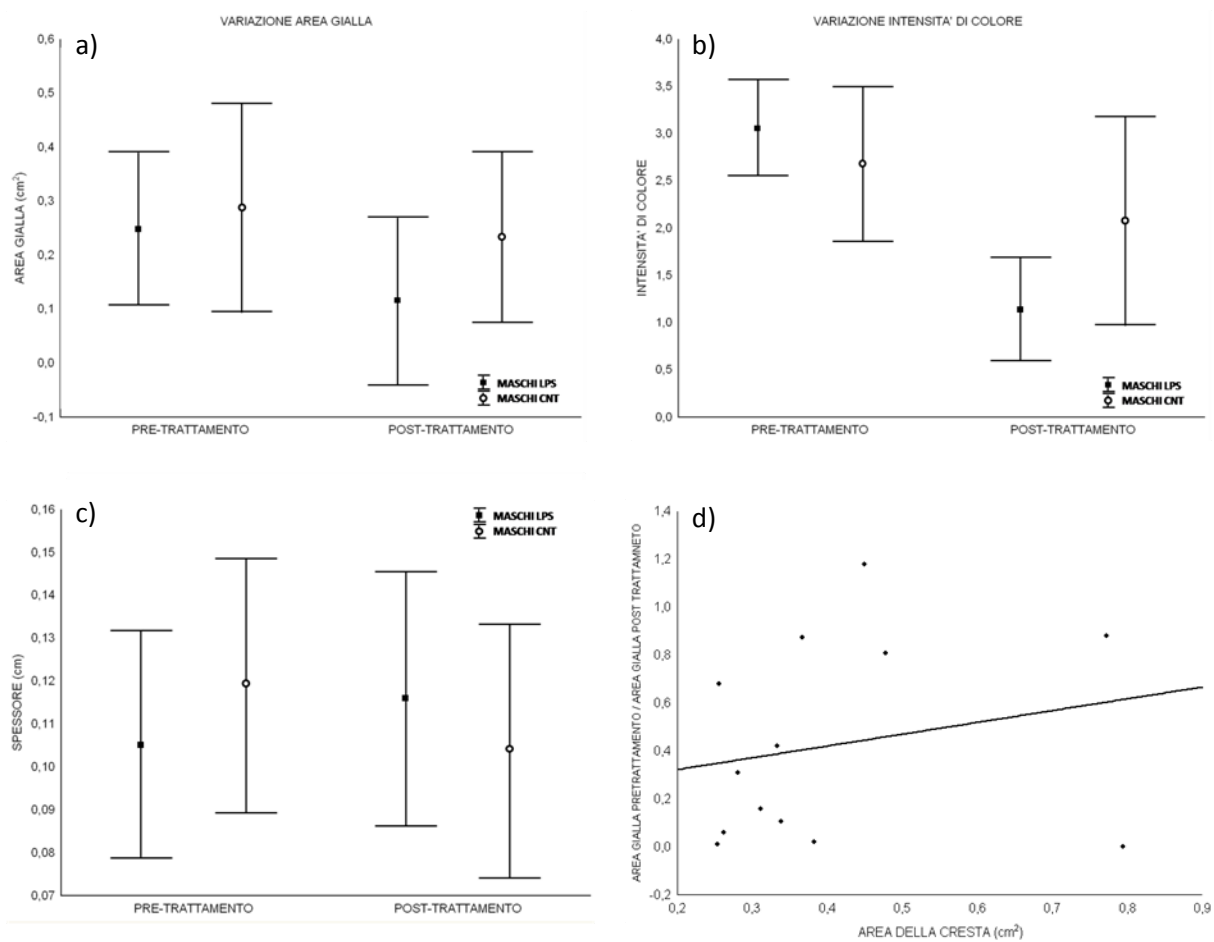 VARIAZIONE AREA GIALLA
a)
0,6
0,5
0,4
0,3
0,2
0,1
0,0
-0,1
AREA GIALLA (cm²)
MASCHI LPS
MASCHI CNT
PRE-TRATTAMENTO POST-TRATTAMENTO
VARIAZIONE INTENSITA' DI COLORE
b)
4,0
3,5
3,0
2,5
2,0
1,5
1,0
0,5
0,0
INTENSITA' DI COLORE
MASCHI LPS
MASCHI CNT
PRE-TRATTAMENTO POST-TRATTAMENTO
c)
0,16
0,15
0,14
0,13
0,12
0,11
0,10
0,09
0,08
0,07
SPESSORE (cm)
MASCHI LPS
MASCHI CNT
PRE-TRATTAMENTO POST-TRATTAMENTO
d)
1,4
1,2
1,0
0,8
0,6
0,4
0,2
0,0
-0,2
AREA GIALLA PRETRATTAMENTO / AREA GIALLA POST TRATTAMNETO
0,2 0,3 0,4 0,5 0,6 0,7 0,8 0,9
AREA DELLA CRESTA (cm²)